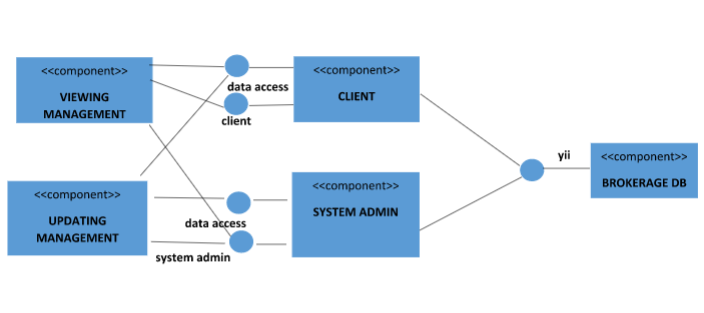 <<component>>
VIEWING
MANAGEMENT
data access
client
<<component>>
CLIENT
<<component>>
UPDATING
MANAGEMENT
data access
system admin
<<component>>
SYSTEM ADMIN
yii
<<component>>
BROKERAGE DB